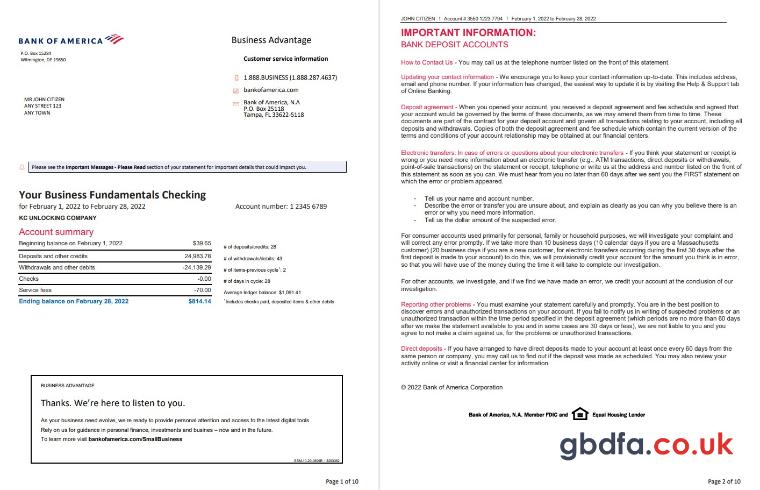 BANK OF AMERICA
P.O. Box 15284
Wilmington, DE 19850
Business Advantage
Customer service information
1.888.BUSINESS (1.888.287.4637)
bankofamerica.com
Bank of America, N.A
P.O. Box 25118
Tampa, FL 33622-5118
MR JOHN CITIZEN
ANY STREET 123
ANY TOWN
Please see the Important Messages - Please Read section of your statement for important details that could impact you.
Your Business Fundamentals Checking
for February 1, 2022 to February 28, 2022
Account number: 1 2345 6789
KC UNLOCKING COMPANY
Account summary
Beginning balance on February 1, 2022 $39.65
Deposits and other credits 24,983.78
Withdrawals and other debits -24,139.29
Checks -0.00
Service fees -70.00
Ending balance on February 28, 2022 $814.14
# of deposits/credits: 28
# of withdrawals/debits: 43
# of items-previous cycle¹: 2
# of days in cycle: 28
Average ledger balance: $1,091.41
¹Includes checks paid, deposited items & other debits
BUSINESS ADVANTAGE
Thanks. We're here to listen to you.
As your business need evolve, we're ready to provide personal attention and access to the latest digital tools
Rely on us for guidance in personal finance, investments and busines – now and in the future.
To learn more visit bankofamerica.com/SmallBusiness
Page 1 of 10
JOHN CITIZEN | Account # 3550 1223 7794 | February 1, 2022 to February 28, 2022
IMPORTANT INFORMATION:
BANK DEPOSIT ACCOUNTS
How to Contact Us - You may call us at the telephone number listed on the front of this statement.
Updating your contact information - We encourage you to keep your contact information up-to-date. This includes address,
email and phone number. If your information has changed, the easiest way to update it is by visiting the Help & Support tab
of Online Banking.
Deposit agreement - When you opened your account, you received a deposit agreement and fee schedule and agreed that
your account would be governed by the terms of these documents, as we may amend them from time to time. These
documents are part of the contract for your deposit account and govern all transactions relating to your account, including all
deposits and withdrawals. Copies of both the deposit agreement and fee schedule which contain the current version of the
terms and conditions of your account relationship may be obtained at our financial centers.
Electronic transfers: In case of errors or questions about your electronic transfers - If you think your statement or receipt is
wrong or you need more information about an electronic transfer (e.g., ATM transactions, direct deposits or withdrawals,
point-of-sale transactions) on the statement or receipt, telephone or write us at the address and number listed on the front of
this statement as soon as you can. We must hear from you no later than 60 days after we sent you the FIRST statement on
which the error or problem appeared.
- Tell us your name and account number.
- Describe the error or transfer you are unsure about, and explain as clearly as you can why you believe there is an
error or why you need more information.
- Tell us the dollar amount of the suspected error.
For consumer accounts used primarily for personal, family or household purposes, we will investigate your complaint and
will correct any error promptly. If we take more than 10 business days (10 calendar days if you are a Massachusetts
customer) (20 business days if you are a new customer, for electronic transfers occurring during the first 30 days after the
first deposit is made to your account) to do this, we will provisionally credit your account for the amount you think is in error,
so that you will have use of the money during the time it will take to complete our investigation.
For other accounts, we investigate, and if we find we have made an error, we credit your account at the conclusion of our
investigation.
Reporting other problems - You must examine your statement carefully and promptly. You are in the best position to
discover errors and unauthorized transactions on your account. If you fail to notify us in writing of suspected problems or an
unauthorized transaction within the time period specified in the deposit agreement (which periods are no more than 60 days
after we make the statement available to you and in some cases are 30 days or less), we are not liable to you and you
agree to not make a claim against us, for the problems or unauthorized transactions.
Direct deposits - If you have arranged to have direct deposits made to your account at least once every 60 days from the
same person or company, you may call us to find out if the deposit was made as scheduled. You may also review your
activity online or visit a financial center for information.
© 2022 Bank of America Corporation
Bank of America, N.A. Member FDIC and Equal Housing Lender
gbdfa.co.uk
Page 2 of 10